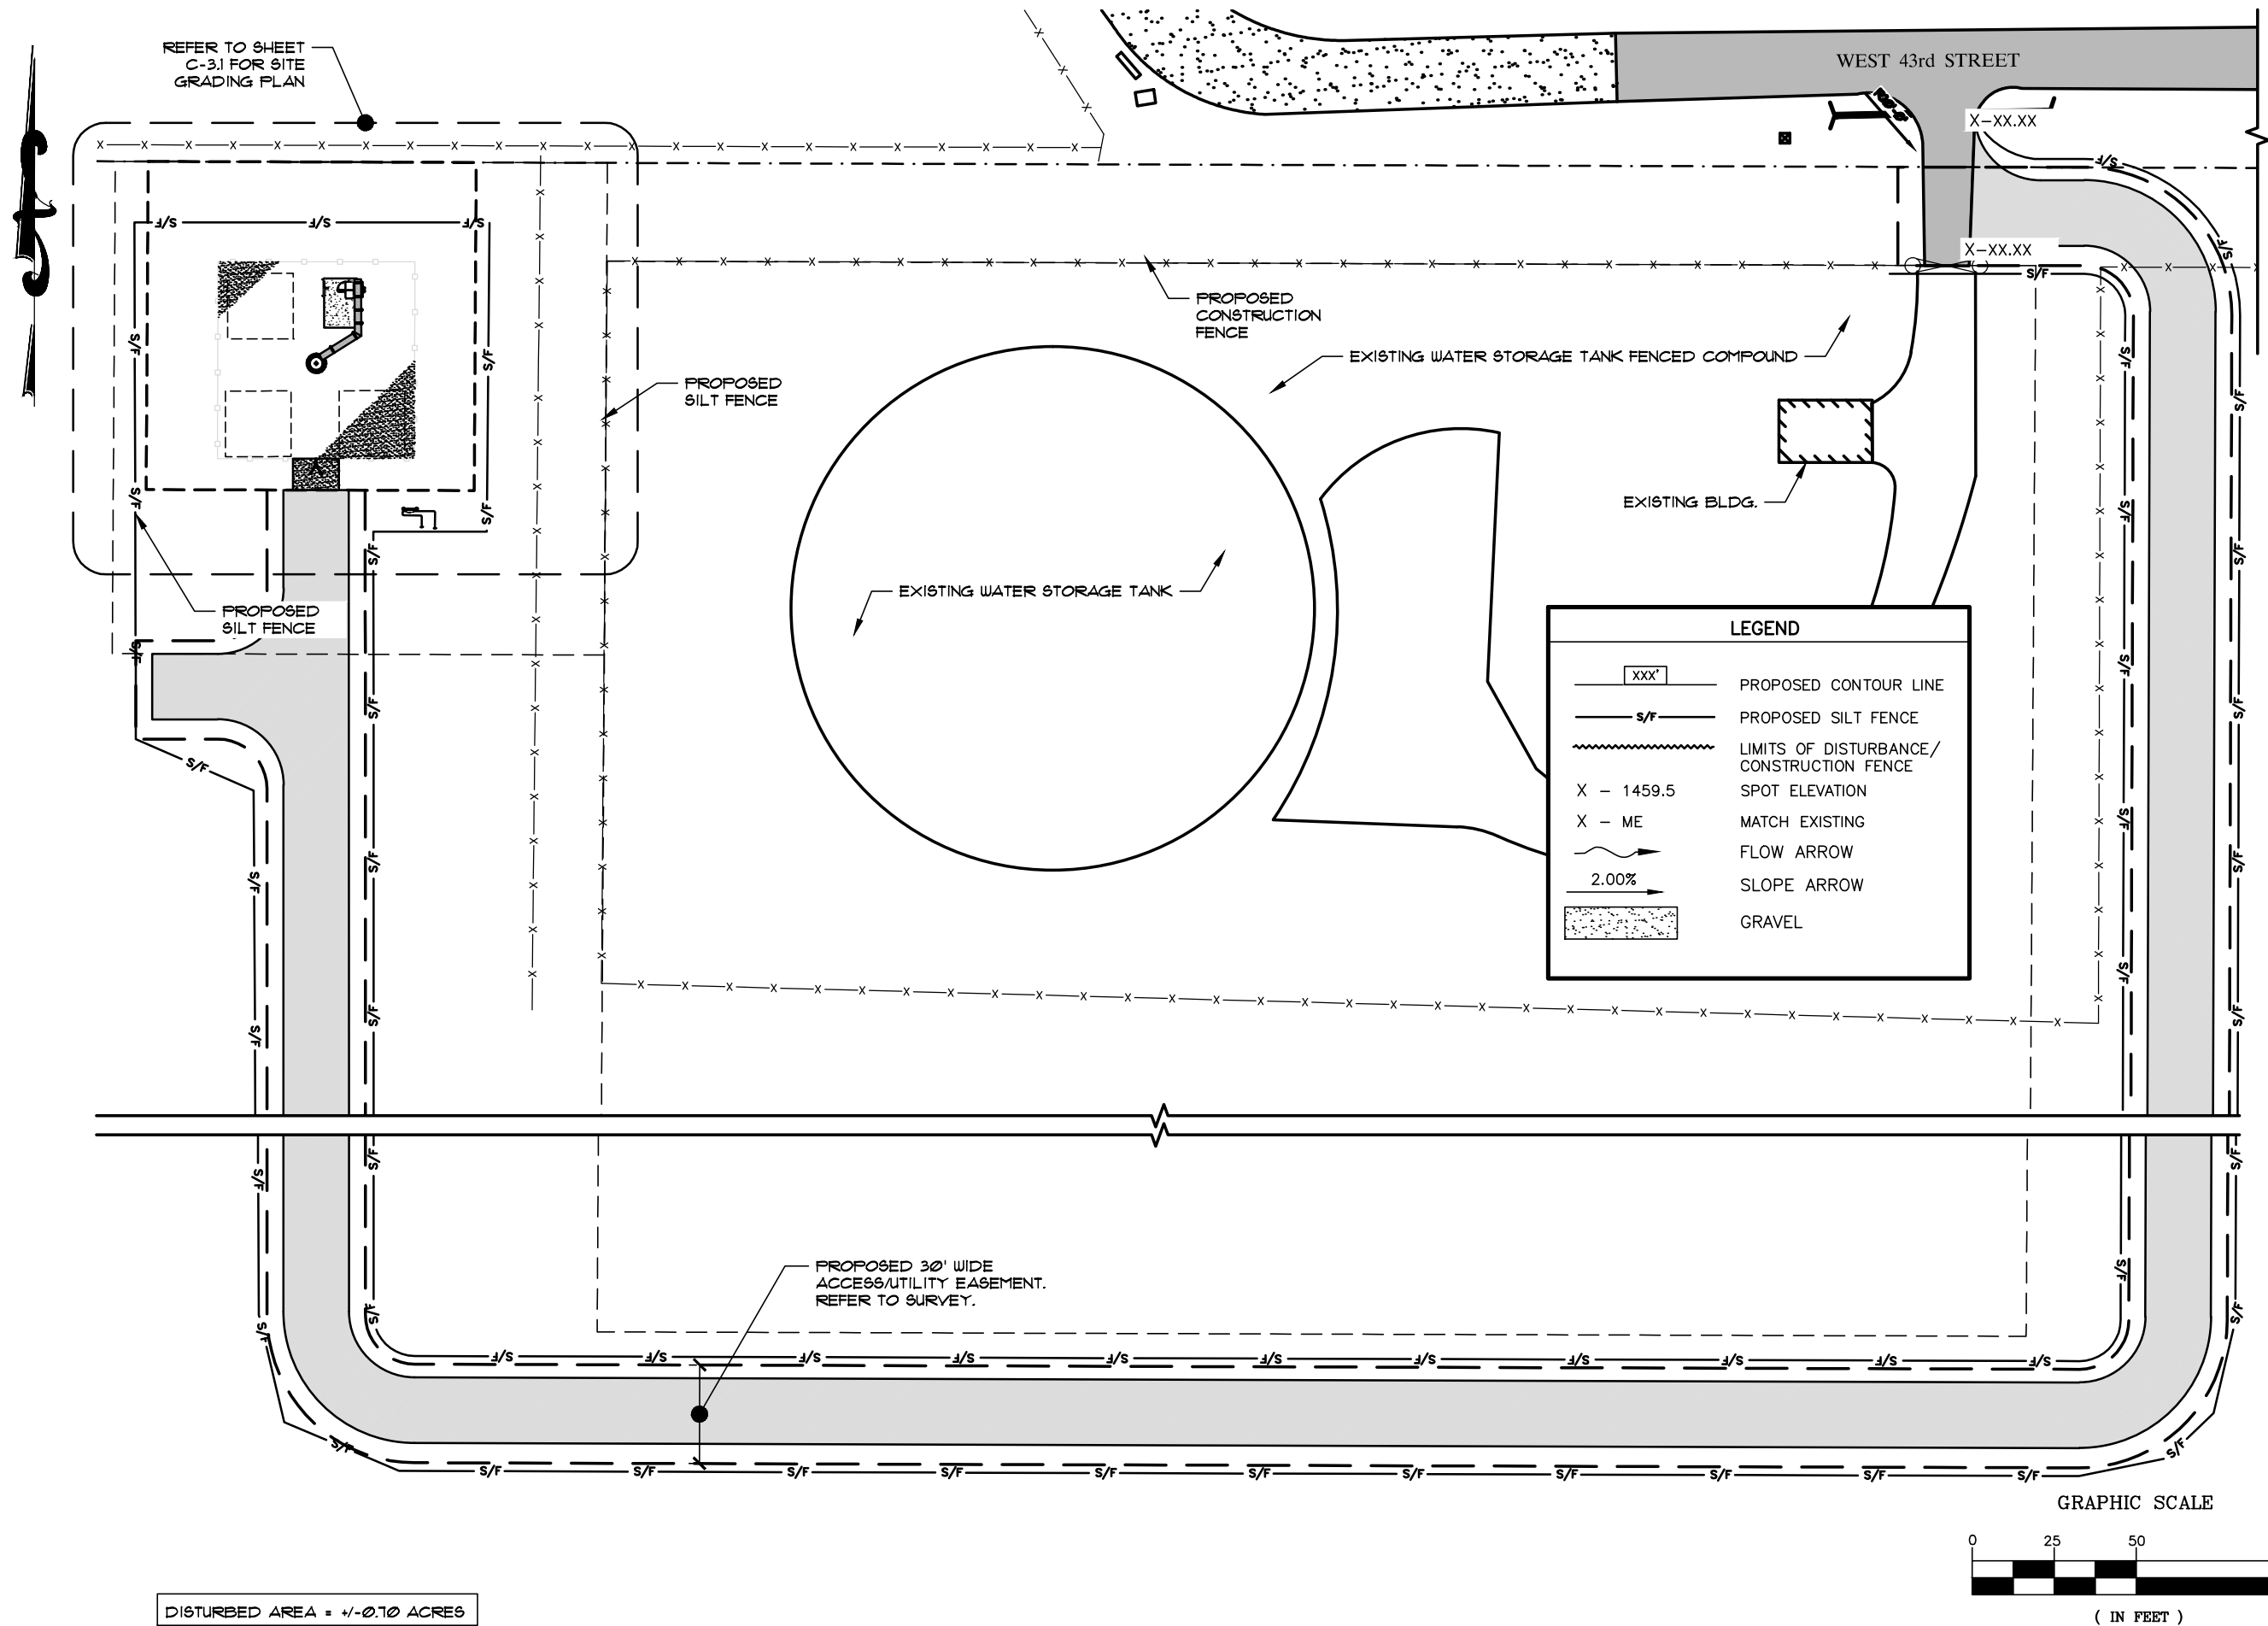 REFER TO SHEET
C-3.1 FOR SITE
GRADING PLAN
WEST 43rd STREET
X-XX.XX
X-XX.XX
PROPOSED
CONSTRUCTION
FENCE
EXISTING WATER STORAGE TANK FENCED COMPOUND
PROPOSED
SILT FENCE
EXISTING BLDG.
EXISTING WATER STORAGE TANK
PROPOSED
SILT FENCE
LEGEND
XXX'
PROPOSED CONTOUR LINE
S/F
PROPOSED SILT FENCE
LIMITS OF DISTURBANCE/
CONSTRUCTION FENCE
X - 1459.5
SPOT ELEVATION
X - ME
MATCH EXISTING
FLOW ARROW
2.00%
SLOPE ARROW
GRAVEL
PROPOSED 30' WIDE
ACCESS/UTILITY EASEMENT.
REFER TO SURVEY.
GRAPHIC SCALE
0 25 50
( IN FEET )
DISTURBED AREA = +/-0.70 ACRES